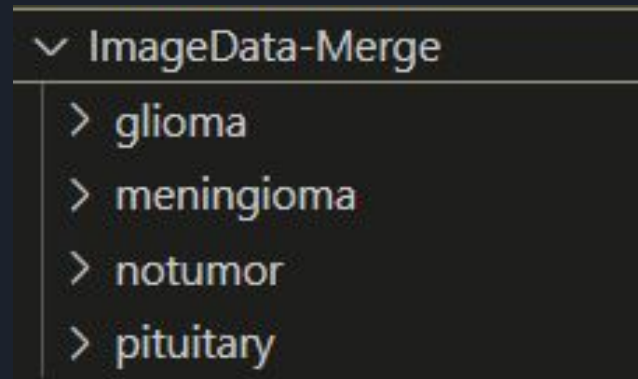 ImageData-Merge
glioma
meningioma
notumor
pituitary